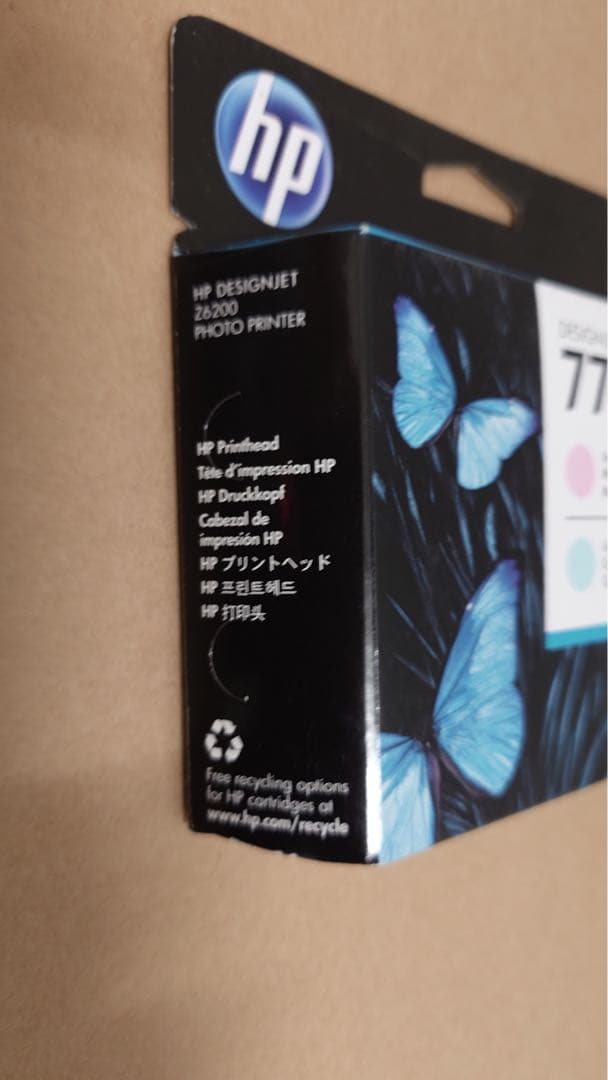 hp
HP DESIGNJET
Z6200
PHOTO PRINTER
HP Printhead
Tête d'impression HP
HP Druckkopf
Cabezal de
impresión HP
HP プリントヘッド
HP 프린트헤드
HP 打印头
Free recycling options
for HP cartridges at
www.hp.com/recycle
77